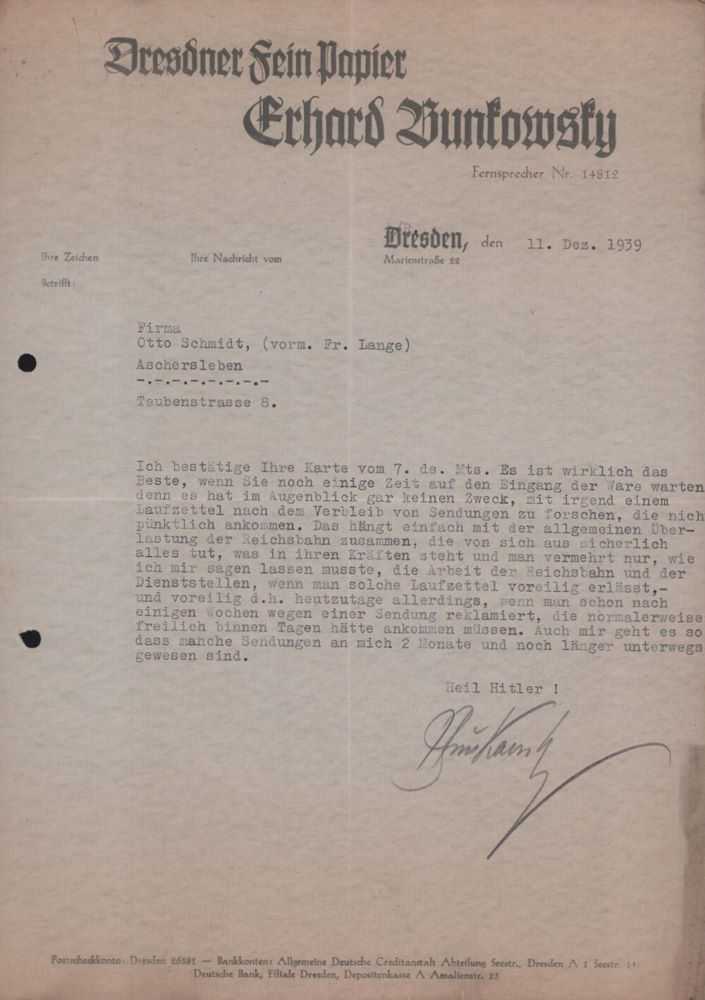 Dresdner Fein Papier
Erhard Bunkowsky
Fernsprecher Nr. 14812
Dresden, den 11. Dez. 1939
Marienstraße 22
Ihre Zeichen Ihre Nachricht vom
Betrifft:
Firma
Otto Schmidt, (vorm. Fr. Lange)
Aschersleben
-.-.-.-.-.-.-.-
Taubenstrasse 8.
Ich bestätige Ihre Karte vom 7. ds. Mts. Es ist wirklich das
Beste, wenn Sie noch einige Zeit auf den Eingang der Ware warten
denn es hat im Augenblick gar keinen Zweck, mit irgend einem
Laufzettel nach dem Verbleib von Sendungen zu forschen, die nich
pünktlich ankommen. Das hängt einfach mit der allgemeinen Über-
lastung der Reichsbahn zusammen, die von sich aus sicherlich
alles tut, was in ihren Kräften steht und man vermehrt nur, wie
ich mir sagen lassen musste, die Arbeit der Reichsbahn und der
Dienststellen, wenn man solche Laufzettel voreilig erlässt,-
und voreilig d.h. heutzutage allerdings, wenn man schon nach
einigen Wochen wegen einer Sendung reklamiert, die normalerweise
freilich binnen Tagen hätte ankommen müssen. Auch mir geht es so
dass manche Sendungen an mich 2 Monate und noch länger unterwegs
gewesen sind.
Heil Hitler !
Postscheckkonto: Dresden 26381 — Bankkonten: Allgemeine Deutsche Creditanstalt Abteilung Seestr., Dresden A 1 Seestr.
Deutsche Bank, Filiale Dresden, Depositenkasse A Amalienstr. 23